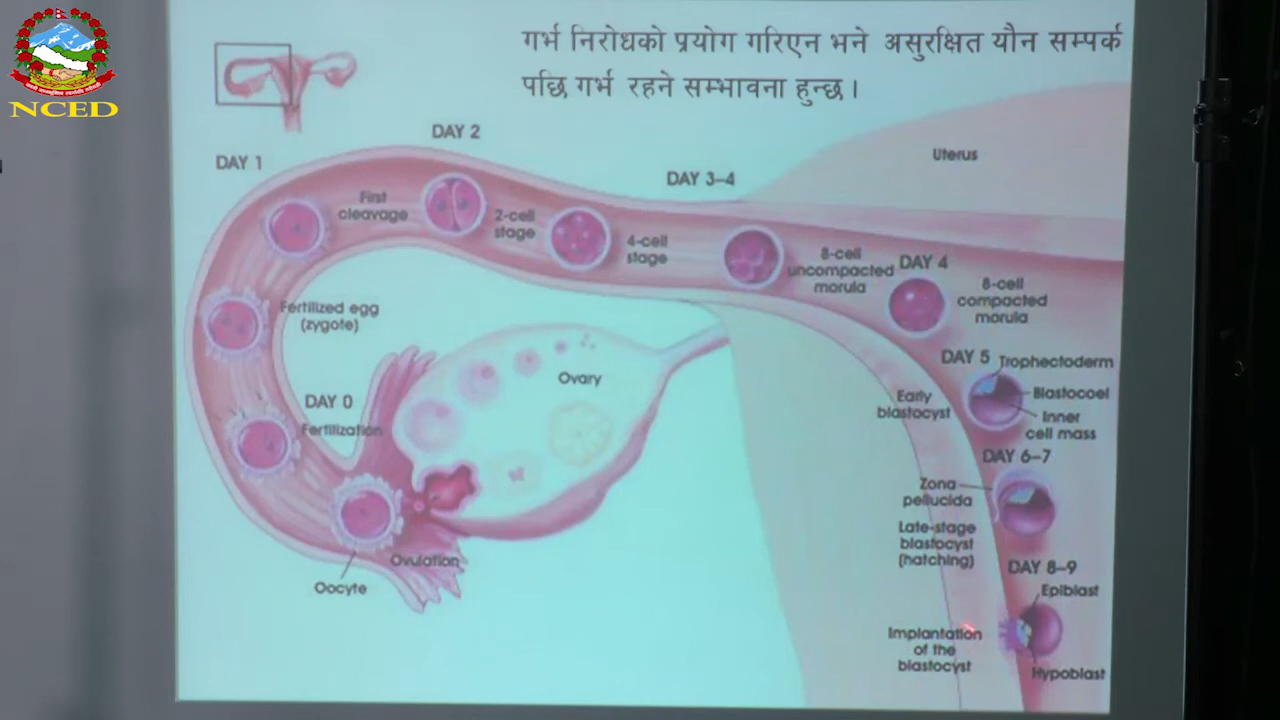 NCED
गर्भ निरोधको प्रयोग गरिएन भने असुरक्षित यौन सम्पर्क
पछि गर्भ रहने सम्भावना हुन्छ ।
DAY 2
DAY 1
Uterus
DAY 3–4
First
cleavage
2-cell
stage
4-cell
stage
8-cell
uncompacted
morula
DAY 4
8-cell
compacted
morula
Fertilized egg
(zygote)
DAY 5
Trophectoderm
Ovary
Blastocoel
Early
blastocyst
Inner
cell mass
DAY 0
Fertilization
DAY 6–7
Zona
pellucida
Late-stage
blastocyst
(hatching)
Ovulation
Oocyte
DAY 8–9
Epiblast
Implantation
of the
blastocyst
Hypoblast